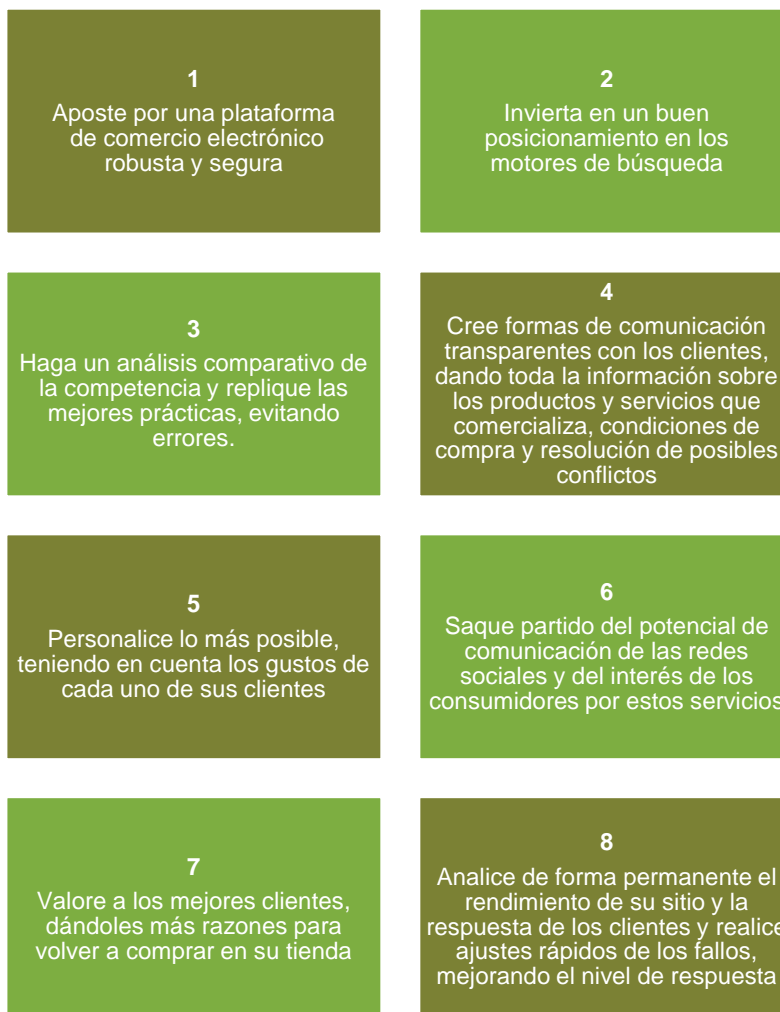 1
Aposte por una plataforma
de comercio electrónico
robusta y segura
2
Invierta en un buen
posicionamiento en los
motores de búsqueda
3
Haga un análisis comparativo de
la competencia y replique las
mejores prácticas, evitando
errores.
4
Cree formas de comunicación
transparentes con los clientes,
dando toda la información sobre
los productos y servicios que
comercializa, condiciones de
compra y resolución de posibles
conflictos
5
Personalice lo más posible,
teniendo en cuenta los gustos de
cada uno de sus clientes
6
Saque partido del potencial de
comunicación de las redes
sociales y del interés de los
consumidores por estos servicios
7
Valore a los mejores clientes,
dándoles más razones para
volver a comprar en su tienda
8
Analice de forma permanente el
rendimiento de su sitio y la
respuesta de los clientes y realice
ajustes rápidos de los fallos,
mejorando el nivel de respuesta